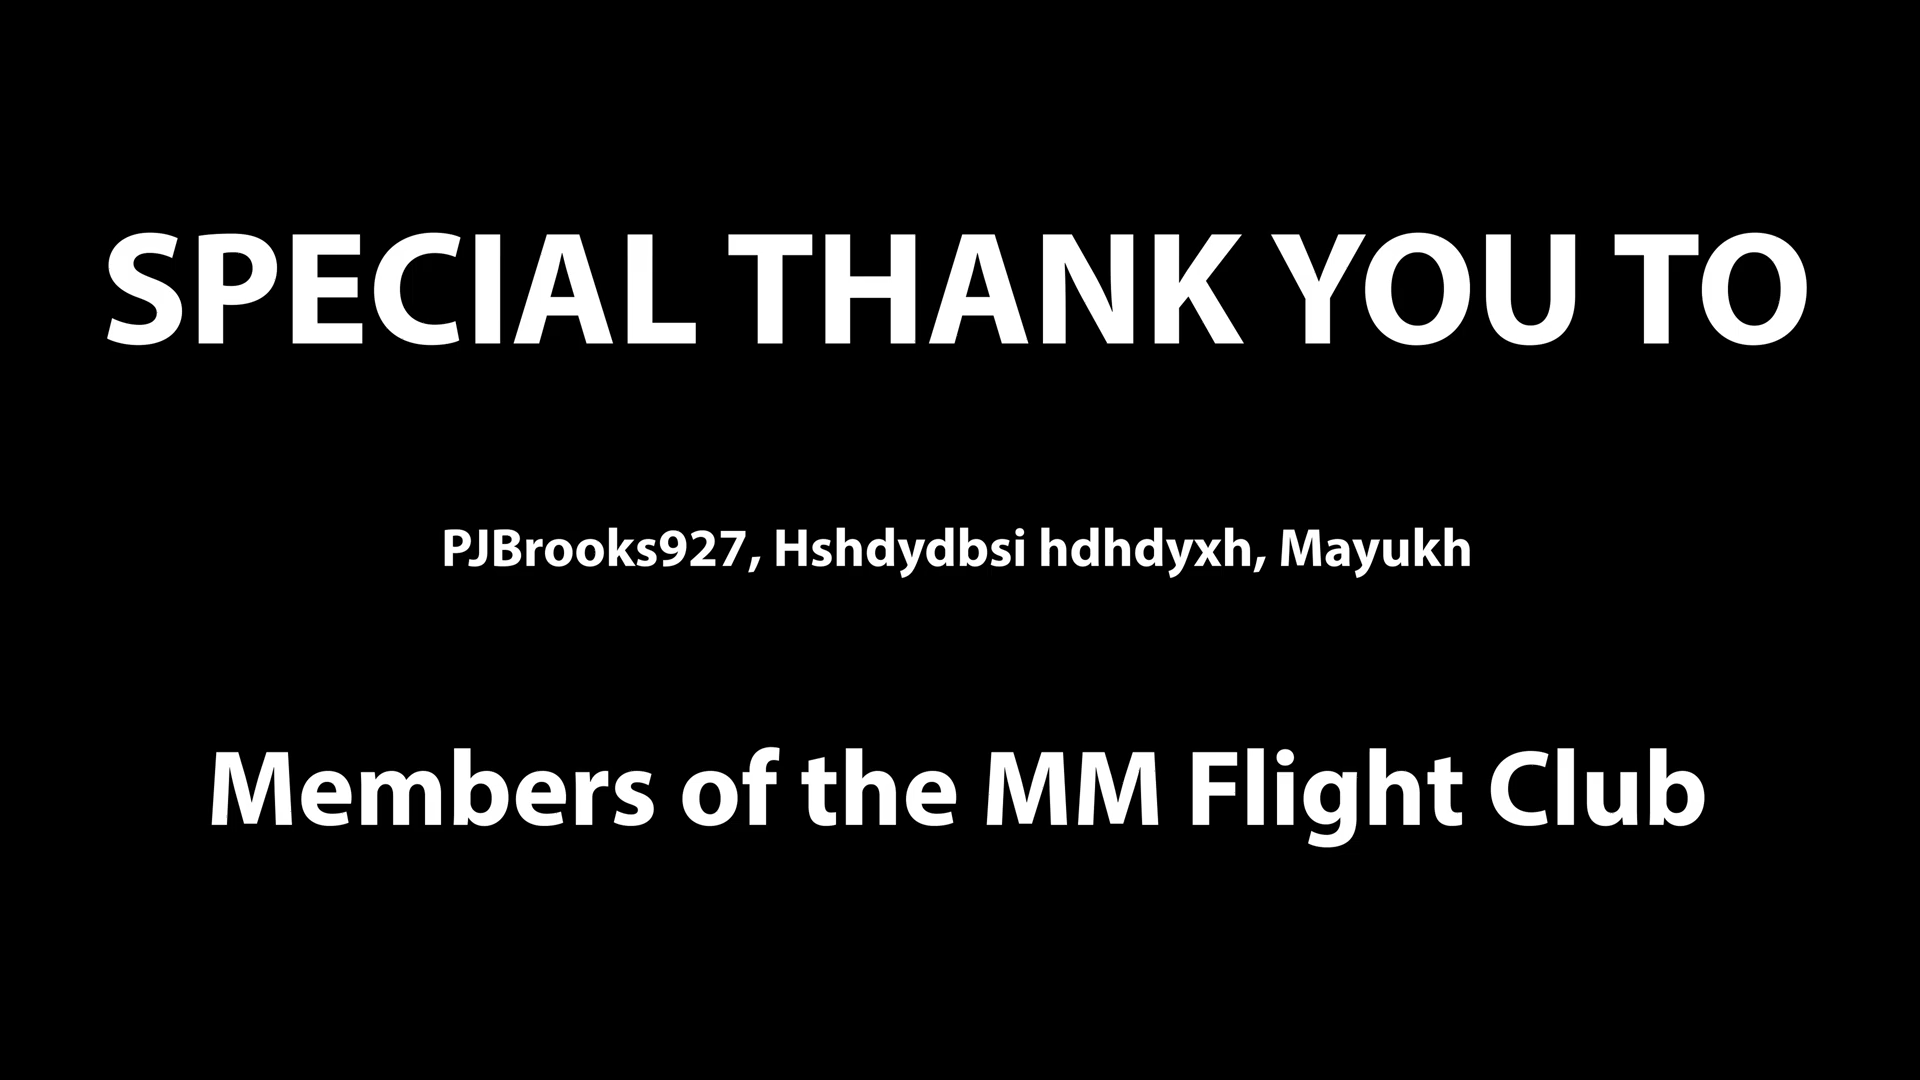 SPECIAL THANK YOU TO
PJBrooks927, Hshdydbsi hdhdyxh, Mayukh
Members of the MM Flight Club